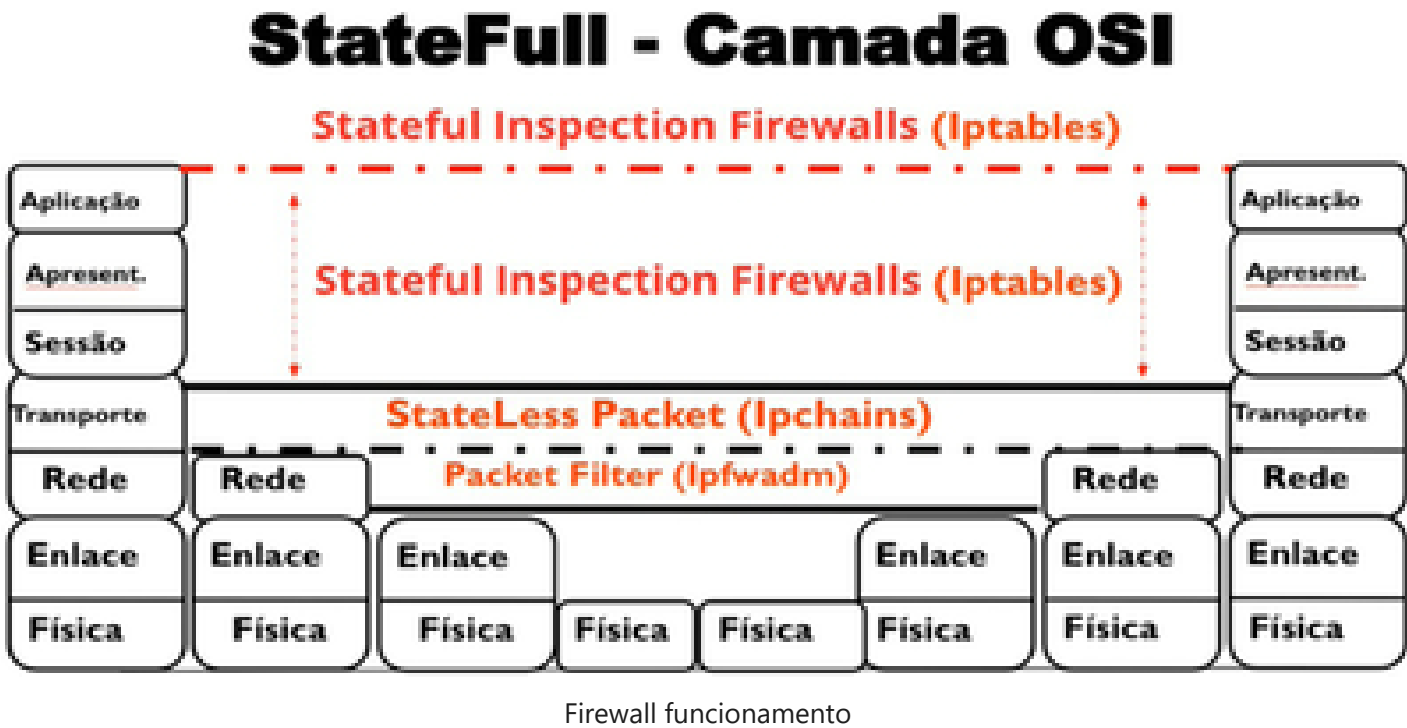 StateFull - Camada OSI
Stateful Inspection Firewalls (Iptables)
Aplicação
Aplicação
Apresent.
Stateful Inspection Firewalls (Iptables)
Apresent.
Sessão
Sessão
Transporte
StateLess Packet (Ipchains)
Transporte
Rede
Rede
Packet Filter (Ipfwadm)
Rede
Rede
Enlace
Enlace
Enlace
Enlace
Enlace
Enlace
Física
Física
Física
Física
Física
Física
Física
Física
Firewall funcionamento